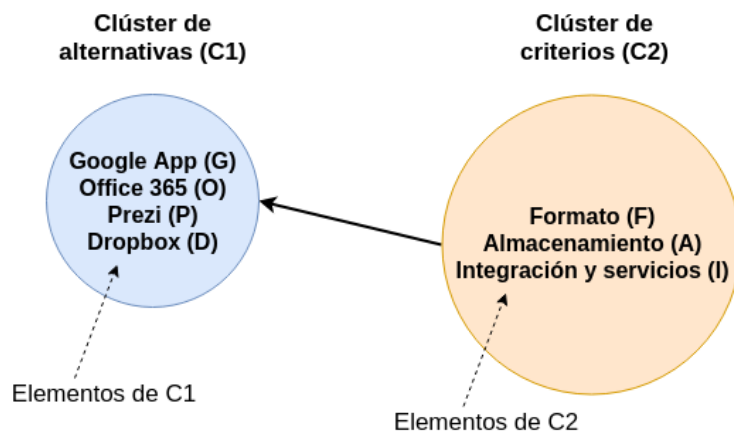 Clúster de
alternativas (C1)
Clúster de
criterios (C2)
Google App (G)
Office 365 (O)
Prezi (P)
Dropbox (D)
Formato (F)
Almacenamiento (A)
Integración y servicios (I)
Elementos de C1
Elementos de C2